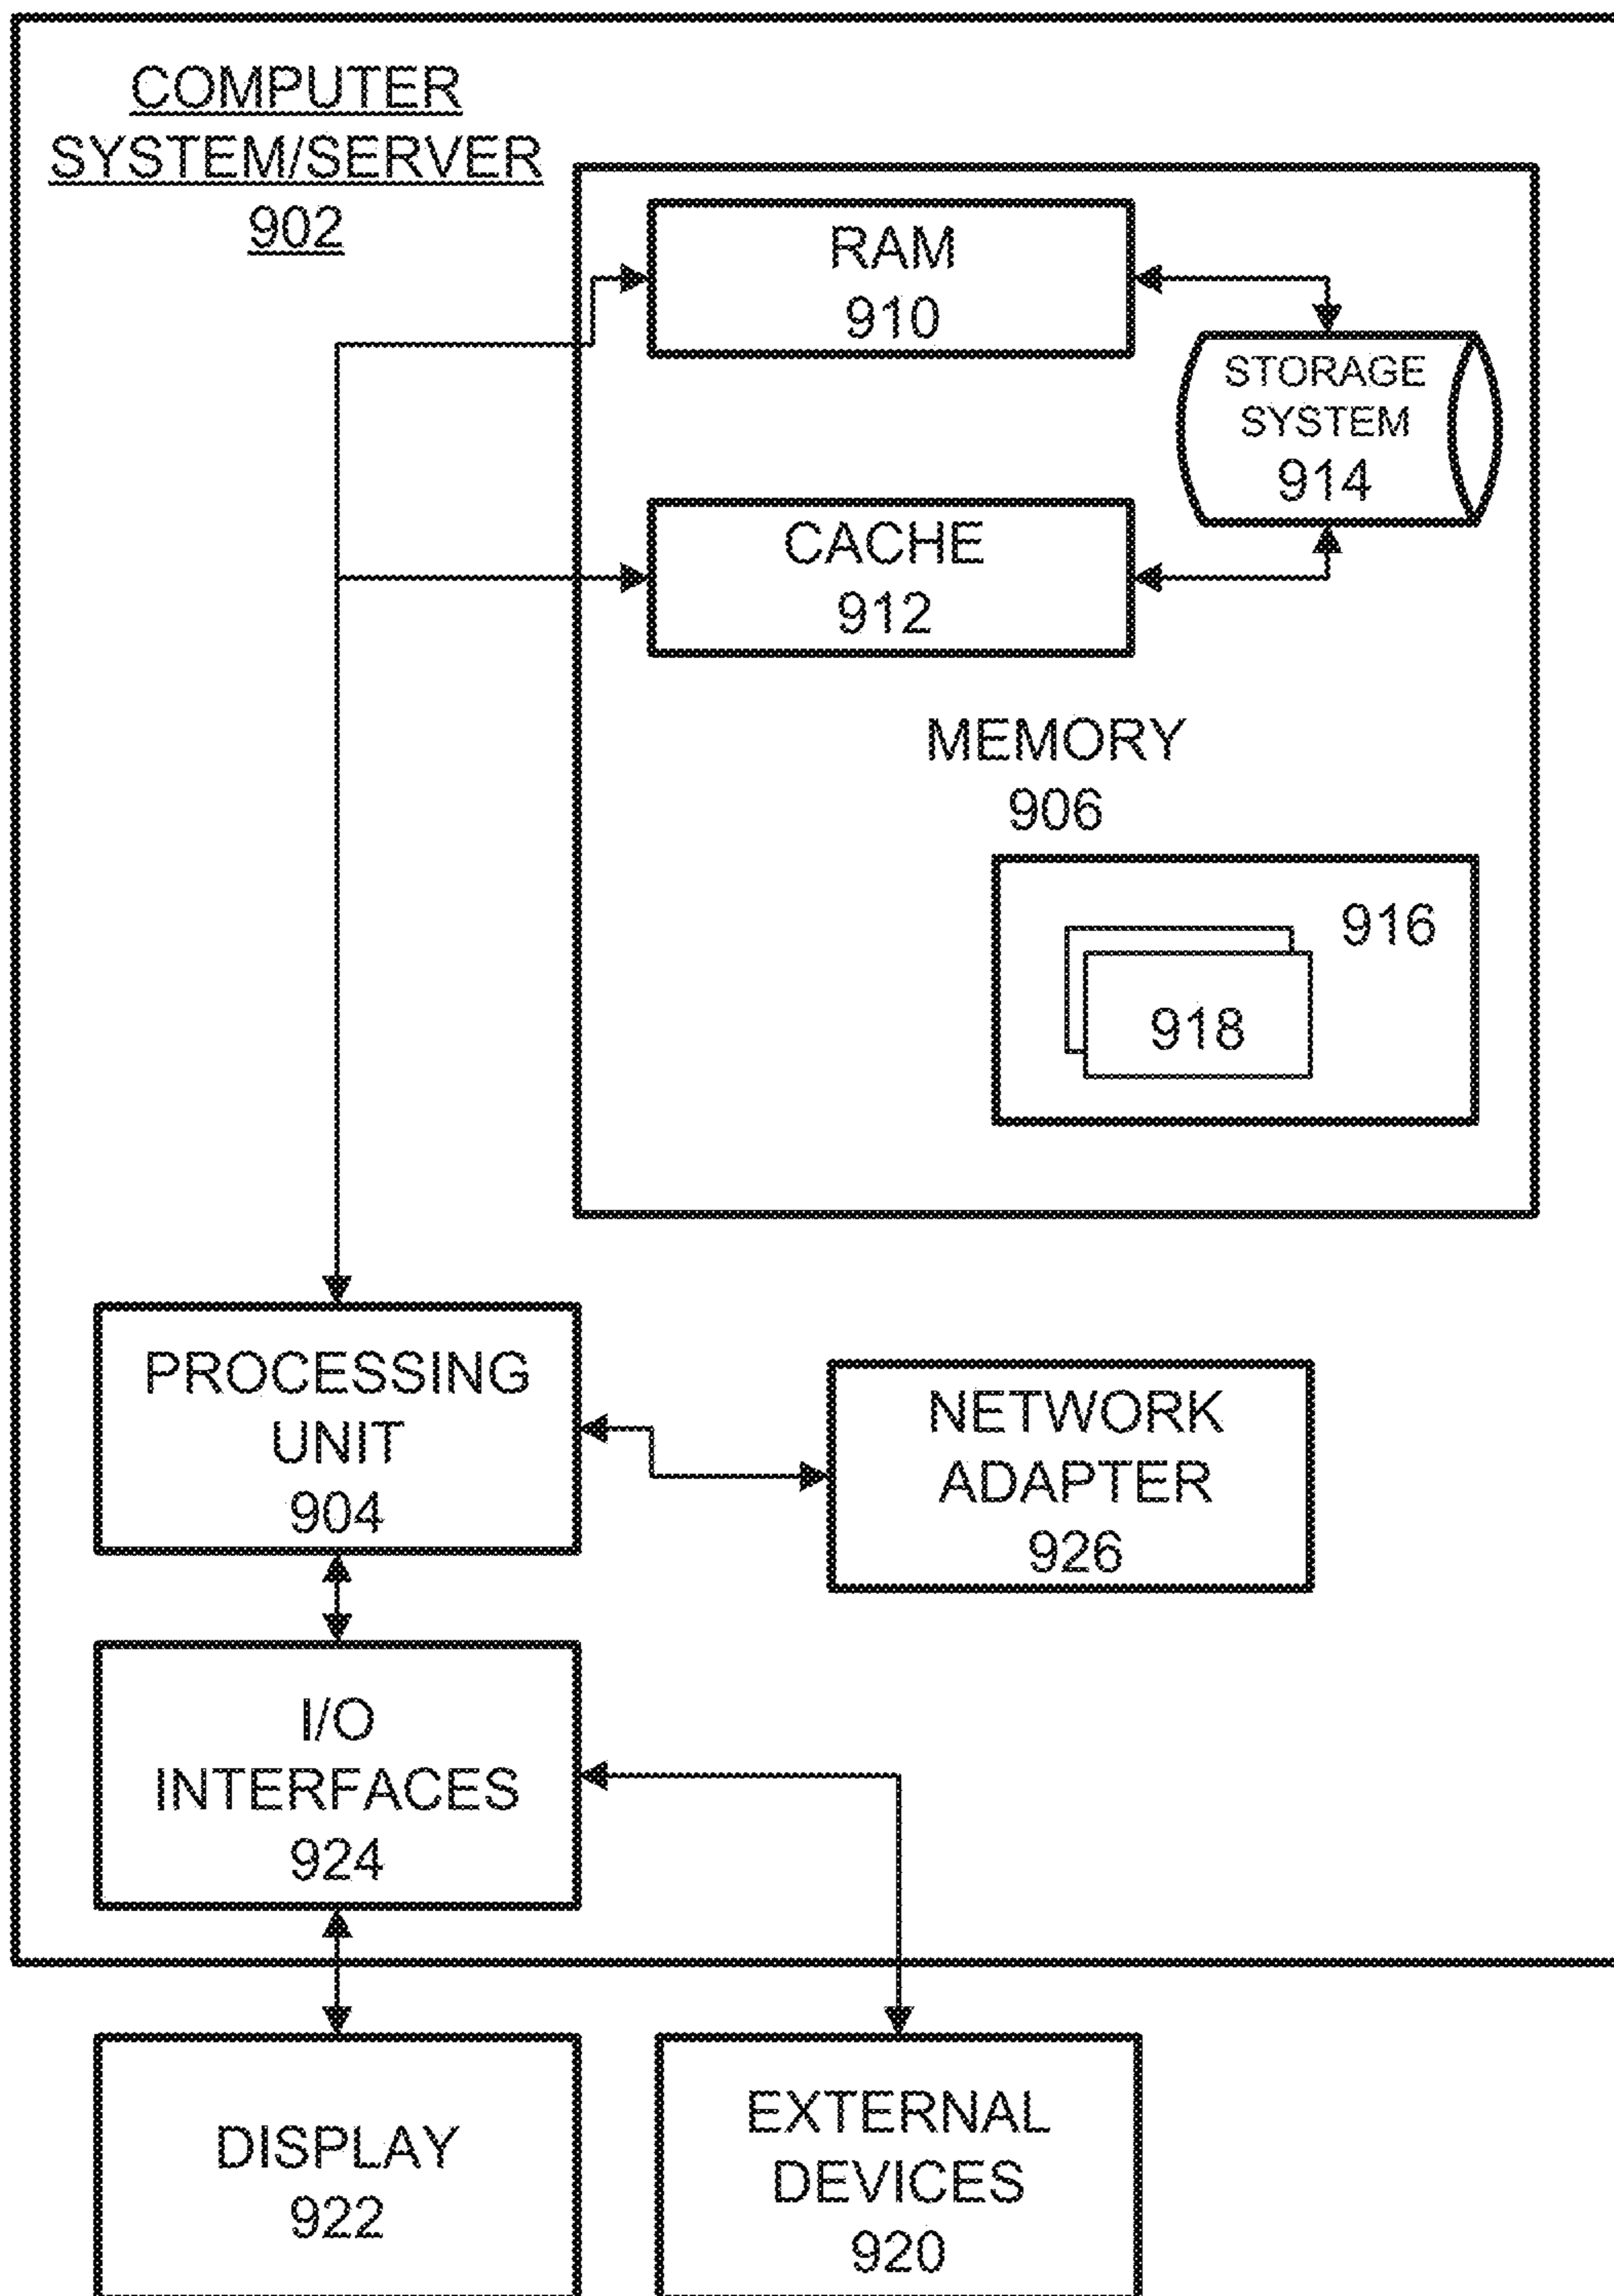 COMPUTER
SYSTEM/SERVER
902
RAM
910
STORAGE
SYSTEM
914
CACHE
912
MEMORY
906
916
918
PROCESSING
UNIT
904
NETWORK
ADAPTER
926
I/O
INTERFACES
924
DISPLAY
922
EXTERNAL
DEVICES
920